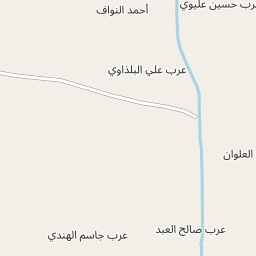 عرب حسين عليوي
أحمد النواف
عرب علي البلذاوي
العلوان
عرب صالح العبد
عرب جاسم الهندي